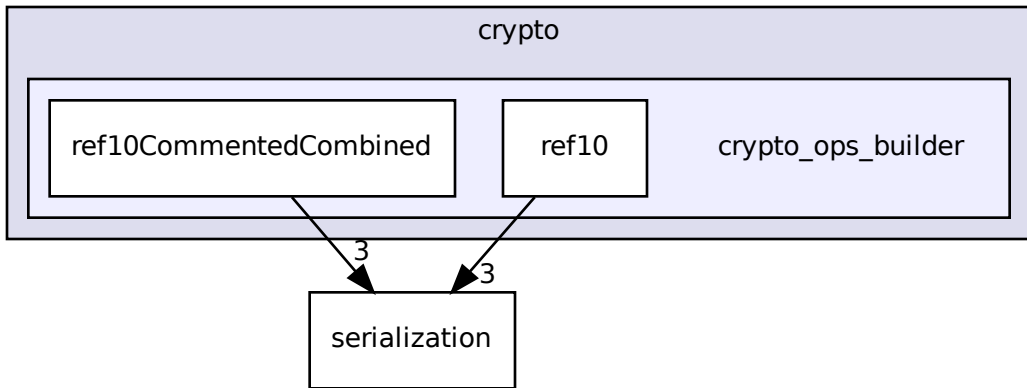 crypto
ref10CommentedCombined
ref10
crypto_ops_builder
3
3
serialization